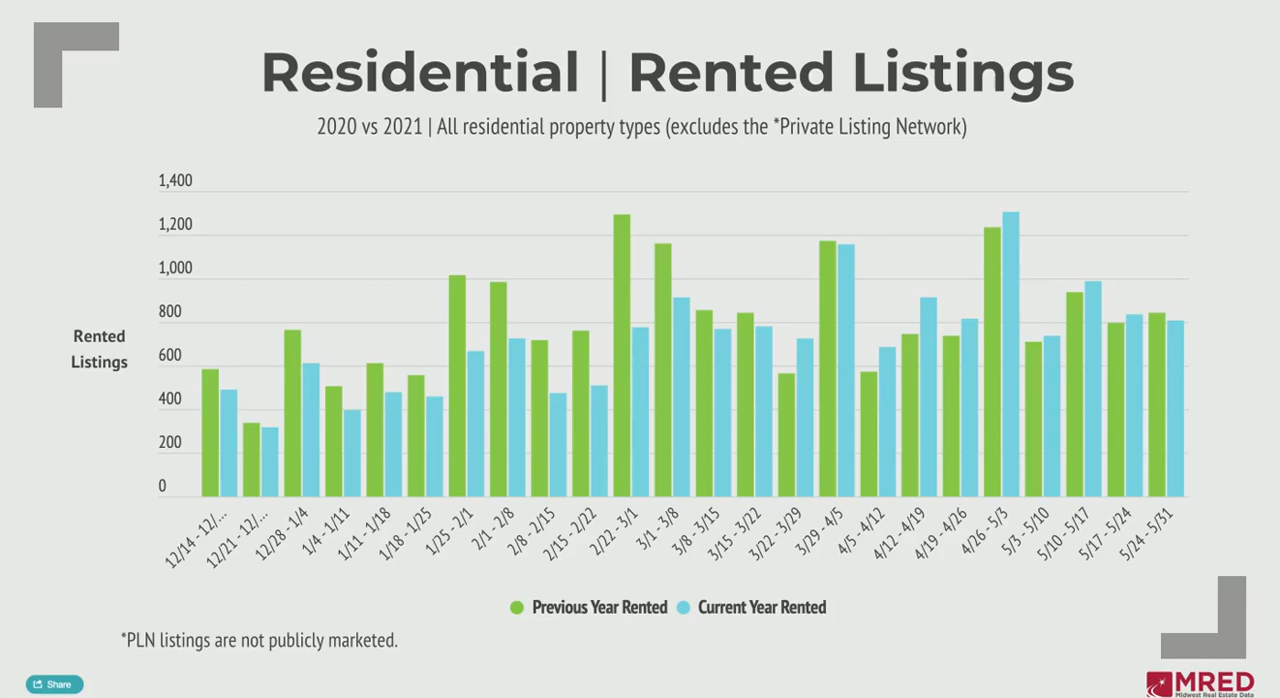 Residential | Rented Listings
2020 vs 2021 | All residential property types (excludes the *Private Listing Network)
1,400
1,200
1,000
800
600
400
200
0
Rented
Listings
12/14 - 12/...
12/21 - 12/...
12/28 - 1/4
1/4 - 1/11
1/11 - 1/18
1/18 - 1/25
1/25 - 2/1
2/1 - 2/8
2/8 - 2/15
2/15 - 2/22
2/22 - 3/1
3/1 - 3/8
3/8 - 3/15
3/15 - 3/22
3/22 - 3/29
3/29 - 4/5
4/5 - 4/12
4/12 - 4/19
4/19 - 4/26
4/26 - 5/3
5/3 - 5/10
5/10 - 5/17
5/17 - 5/24
5/24 - 5/31
Previous Year Rented
Current Year Rented
*PLN listings are not publicly marketed.
Share
MRED
Midwest Real Estate Data